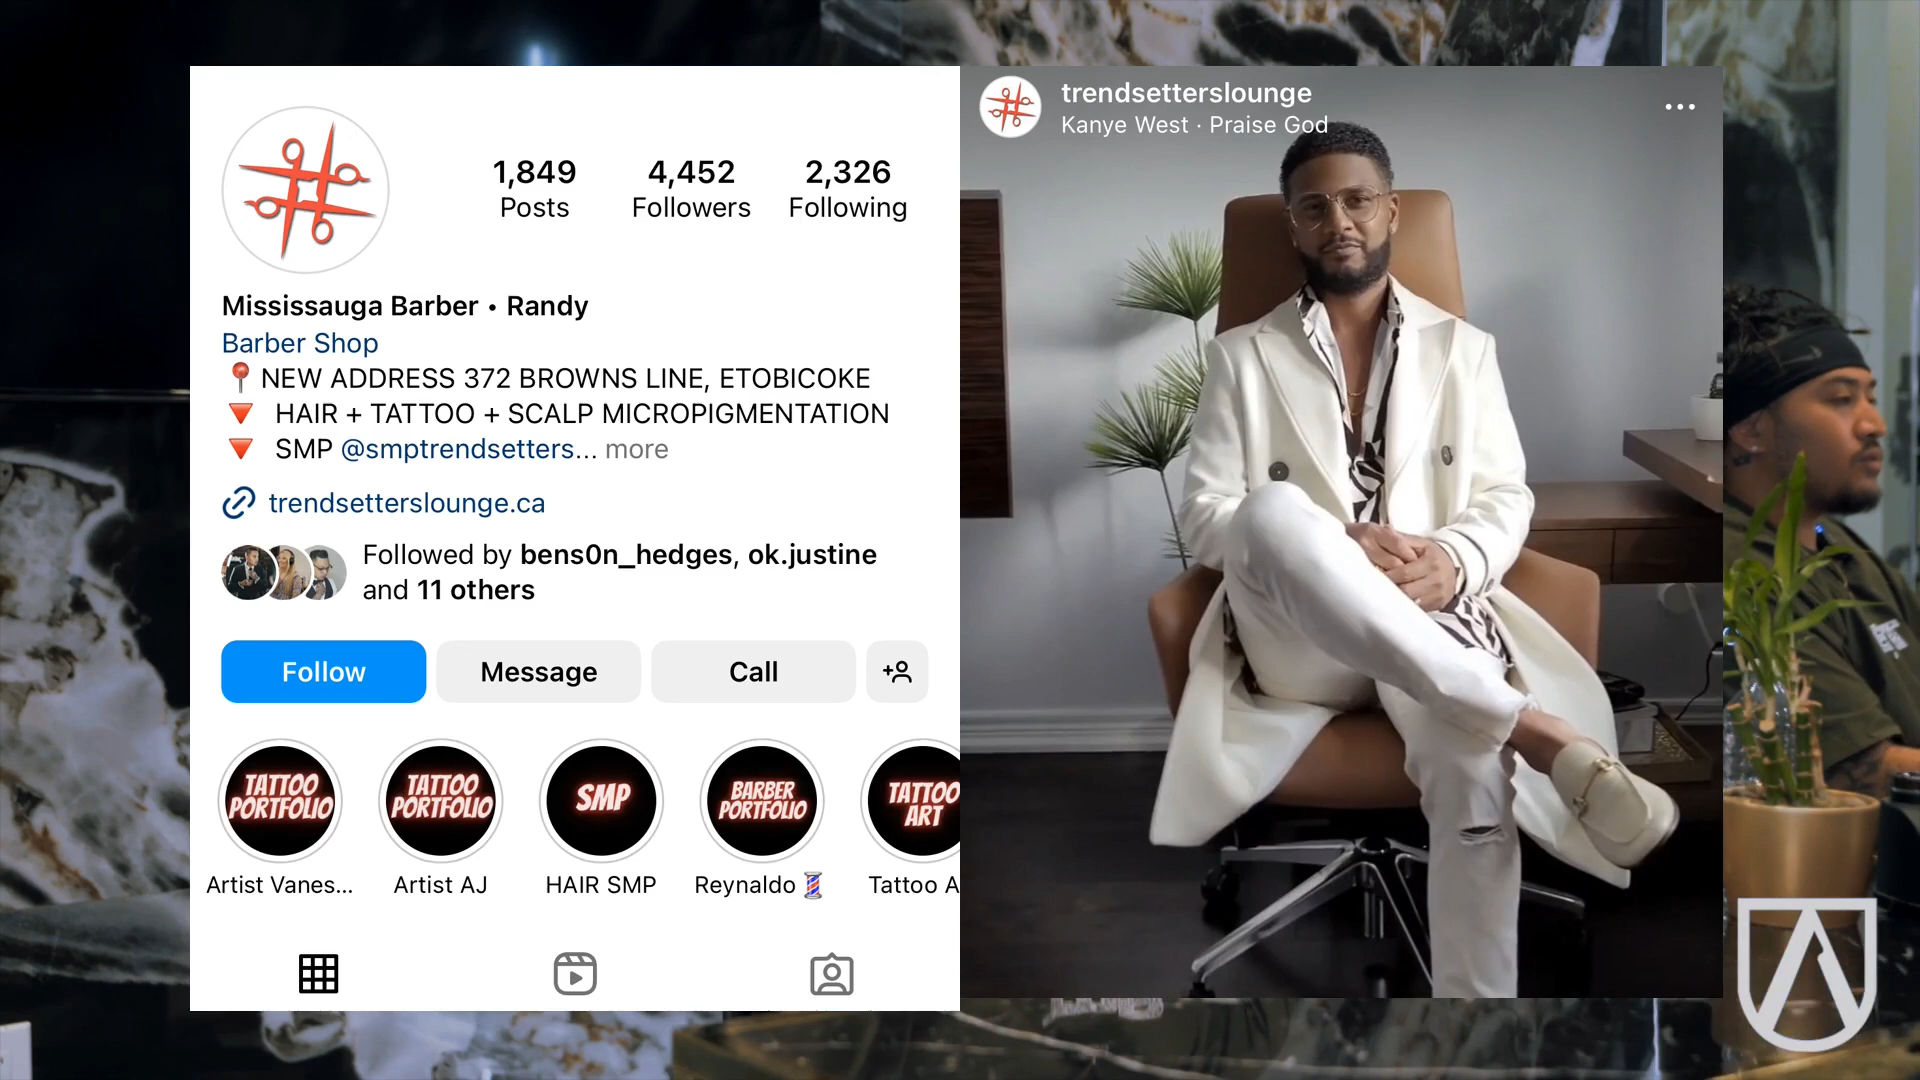 1,849
Posts
4,452
Followers
2,326
Following
Mississauga Barber • Randy
Barber Shop
📍NEW ADDRESS 372 BROWNS LINE, ETOBICOKE
🔻 HAIR + TATTOO + SCALP MICROPIGMENTATION
🔻 SMP @smptrendsetters... more
trendsetterslounge.ca
Followed by bens0n_hedges, ok.justine
and 11 others
Follow
Message
Call
TATTOO
PORTFOLIO
TATTOO
PORTFOLIO
SMP
BARBER
PORTFOLIO
TATTOO
ART
Artist Vanes...
Artist AJ
HAIR SMP
Reynaldo 💈
Tattoo A
trendsetterslounge
Kanye West · Praise God